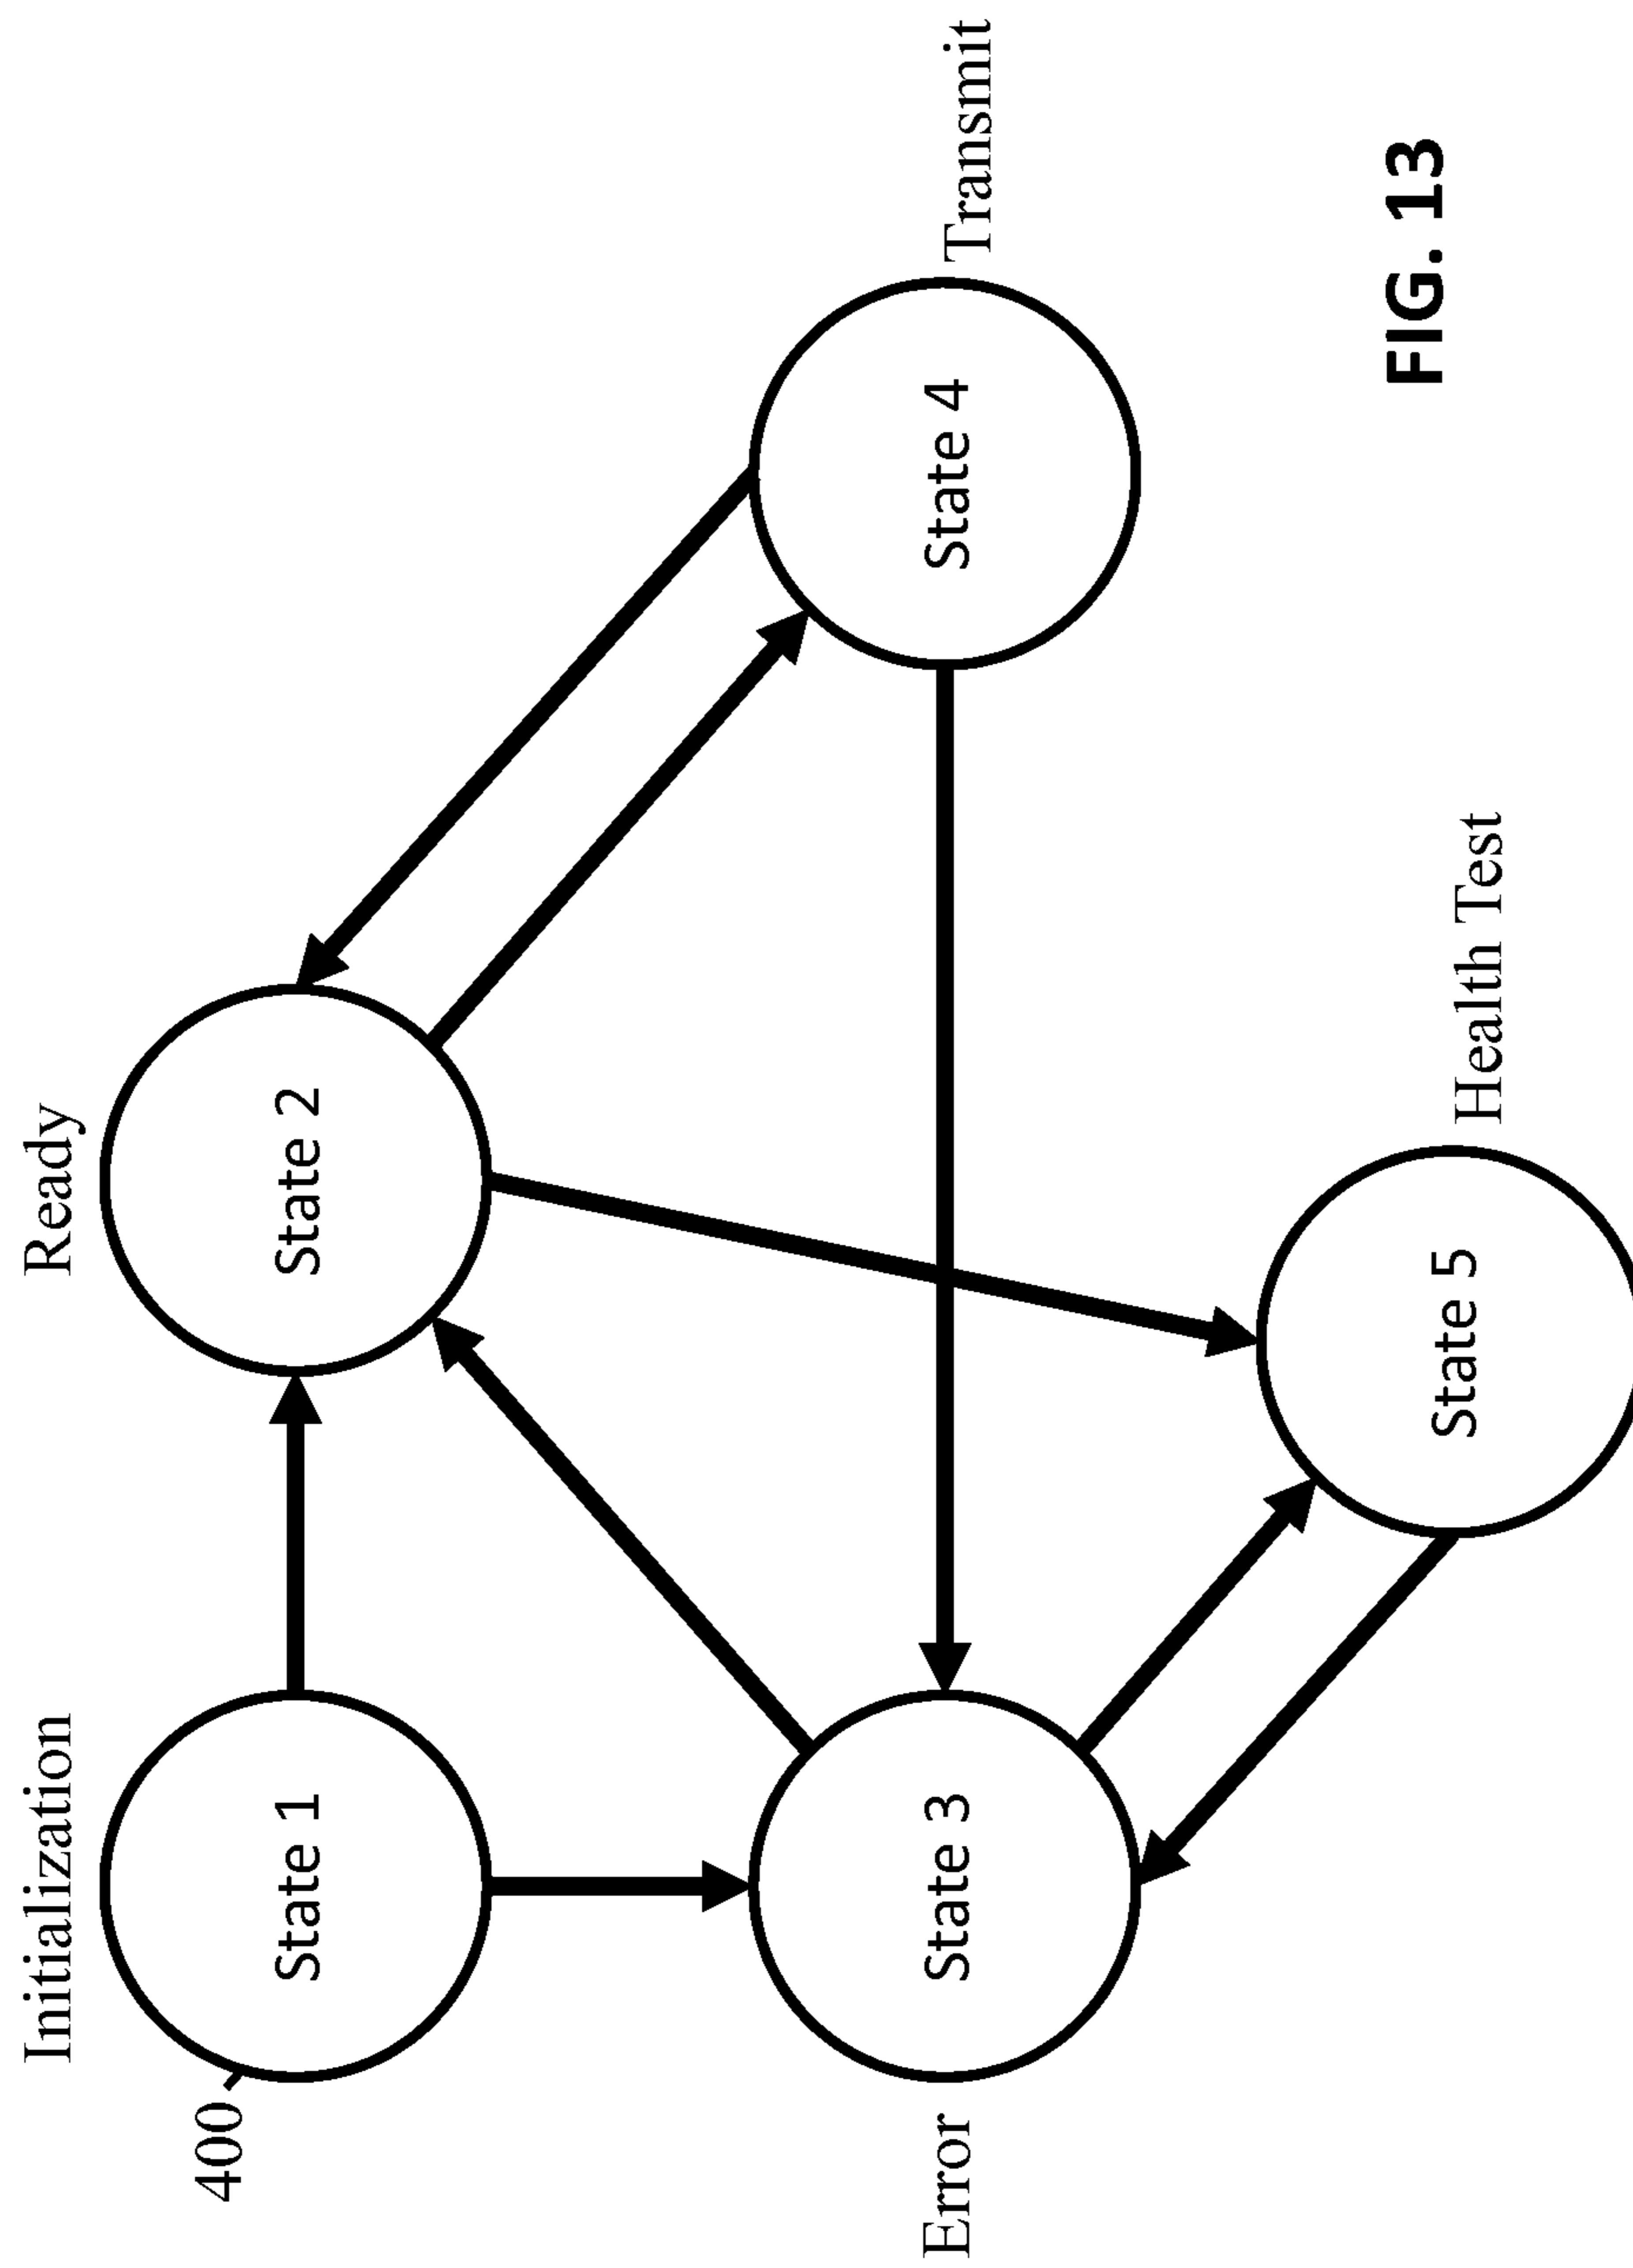 Initialization
Ready
400
State 1
State 2
Error
State 3
State 4
Transmit
State 5
Health Test
FIG. 13